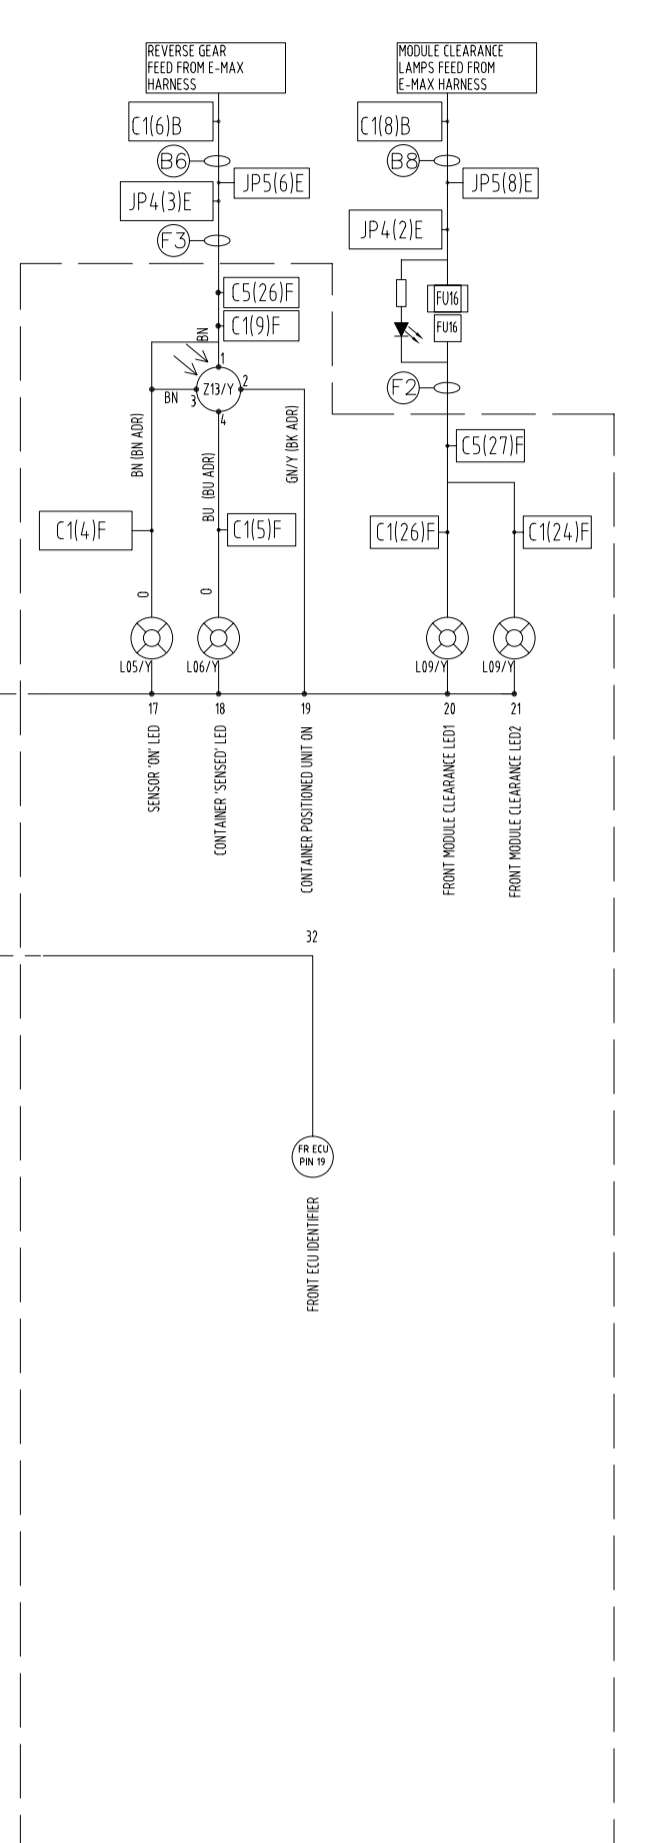 REVERSE GEAR
FEED FROM E-MAX
HARNESS
MODULE CLEARANCE
LAMPS FEED FROM
E-MAX HARNESS
C1(6)B
C1(8)B
B6
B8
JP5(6)E
JP5(8)E
JP4(3)E
JP4(2)E
F3
C5(26)F
FU16
C1(9)F
FU16
BN
1
Z13/Y
2
BN
3
4
F2
BN (BN ADR)
BU (BU ADR)
GN/Y (BK ADR)
C5(27)F
C1(4)F
C1(5)F
C1(26)F
C1(24)F
0
0
L05/Y
L06/Y
L09/Y
L09/Y
17
18
19
20
21
SENSOR 'ON' LED
CONTAINER 'SENSED' LED
CONTAINER POSITIONED UNIT ON
FRONT MODULE CLEARANCE LED1
FRONT MODULE CLEARANCE LED2
32
FR ECU
PIN 19
FRONT ECU IDENTIFIER